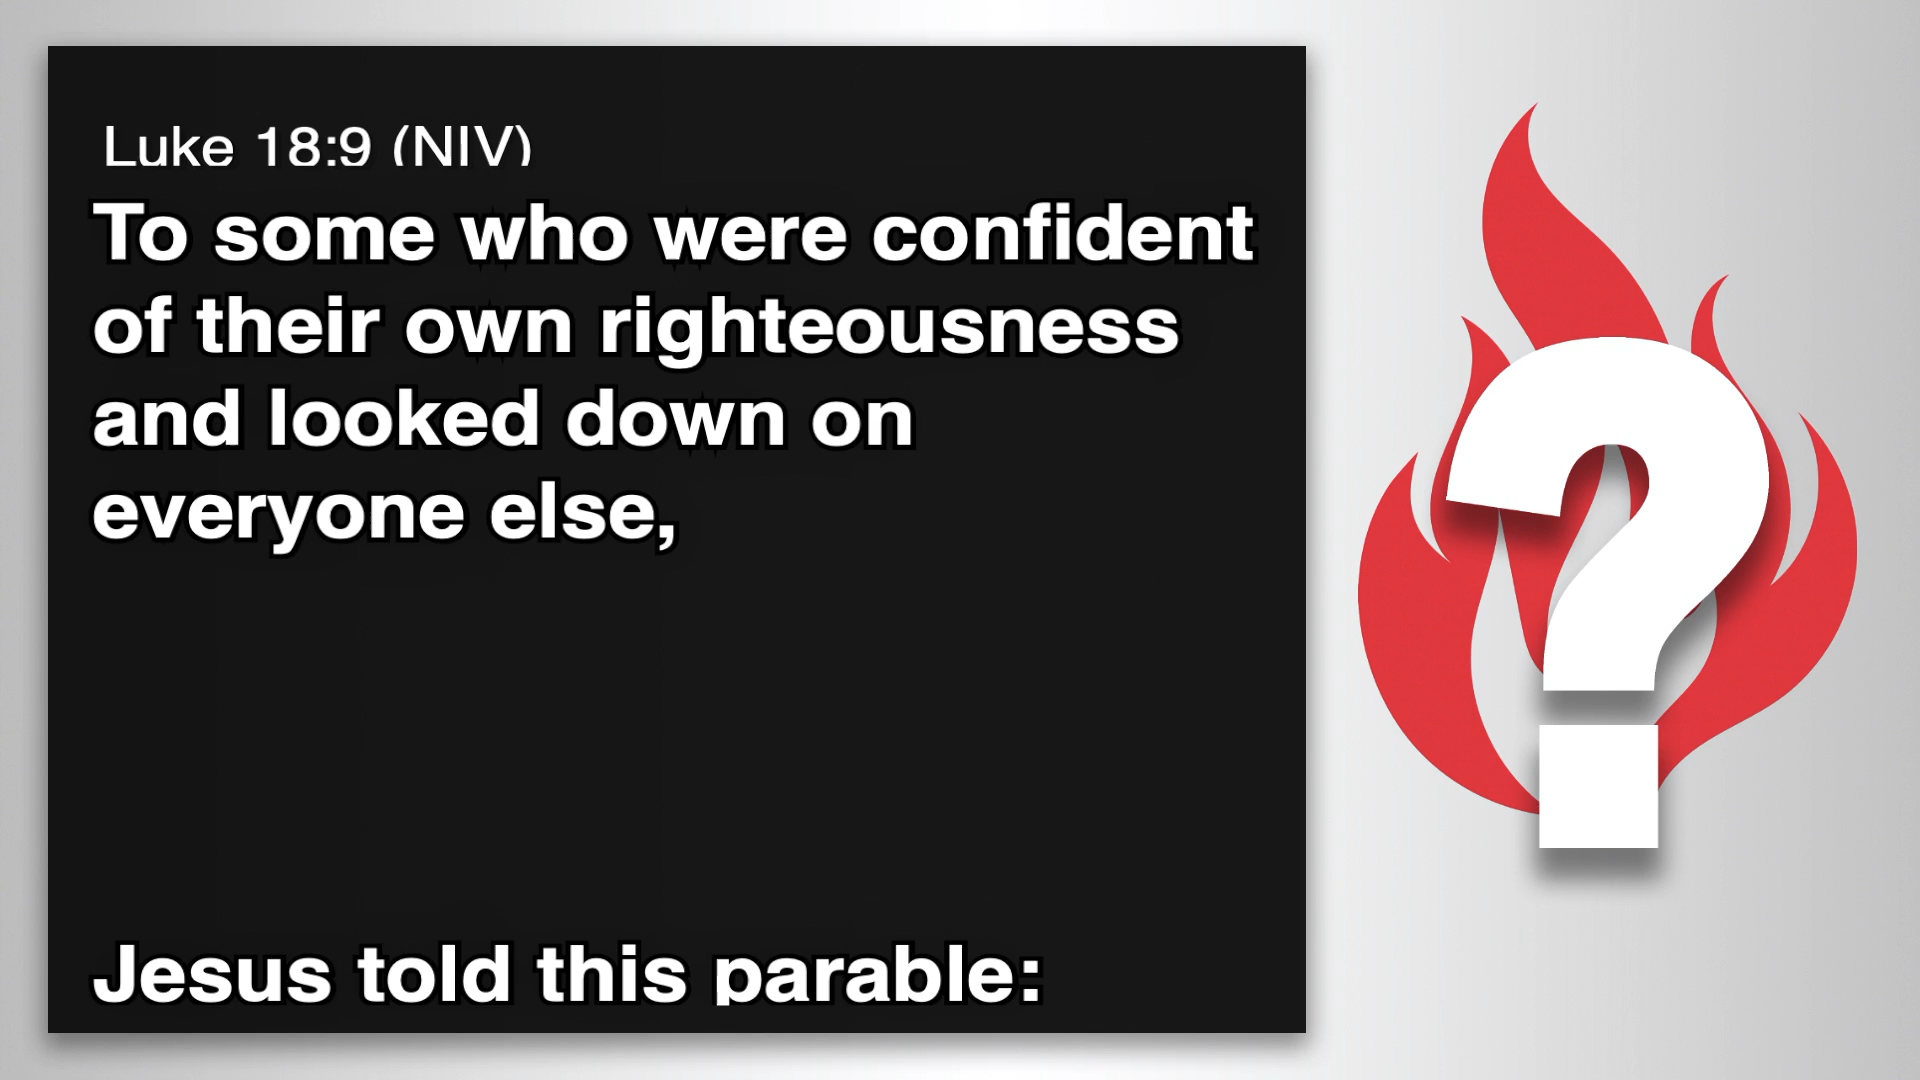 Luke 18:9 (NIV)
To some who were confident
of their own righteousness
and looked down on
everyone else,
Jesus told this parable:
?